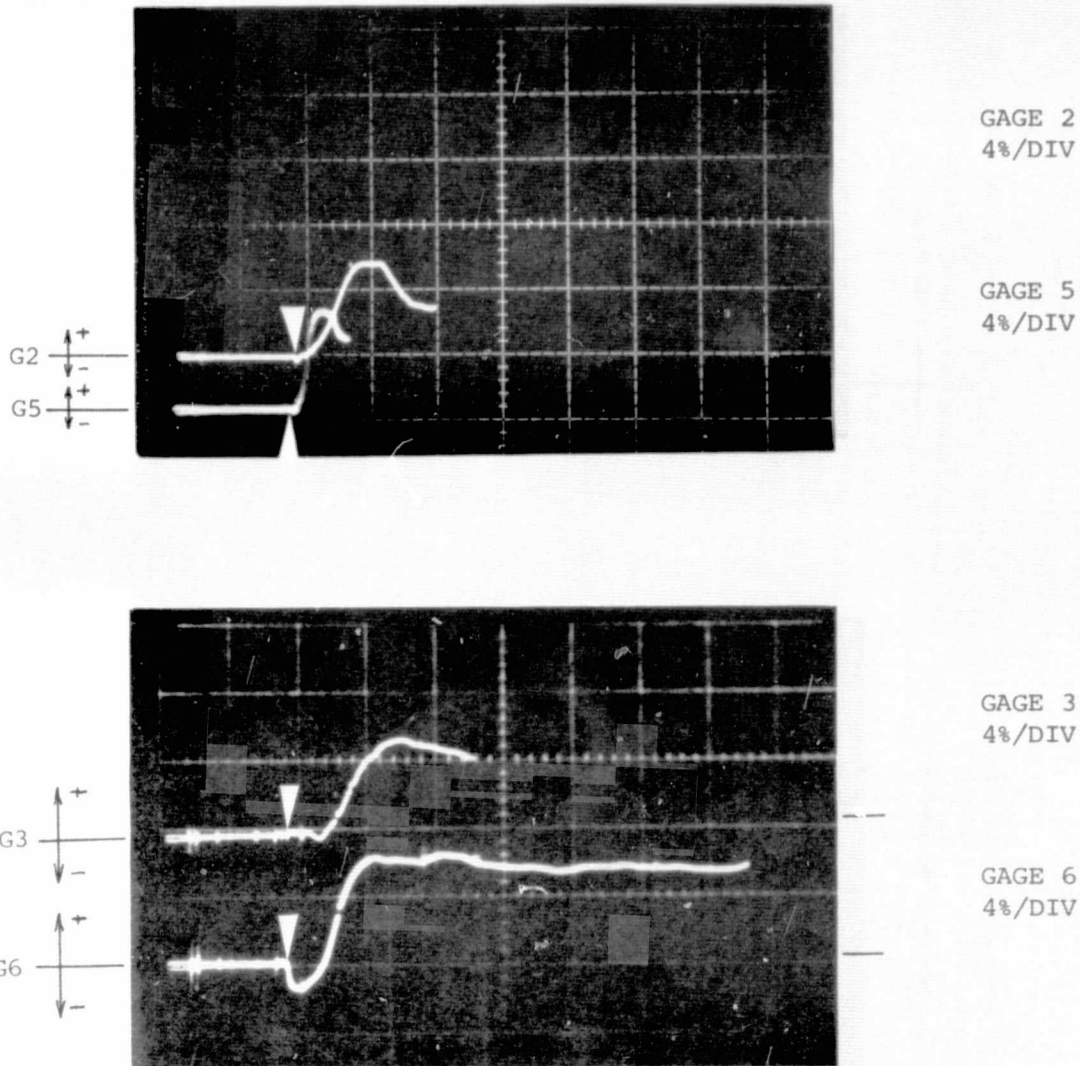 GAGE 2
4%/DIV
GAGE 5
4%/DIV
+
G2
-
+
G5
-
GAGE 3
4%/DIV
+
G3
-
GAGE 6
4%/DIV
+
G6
-